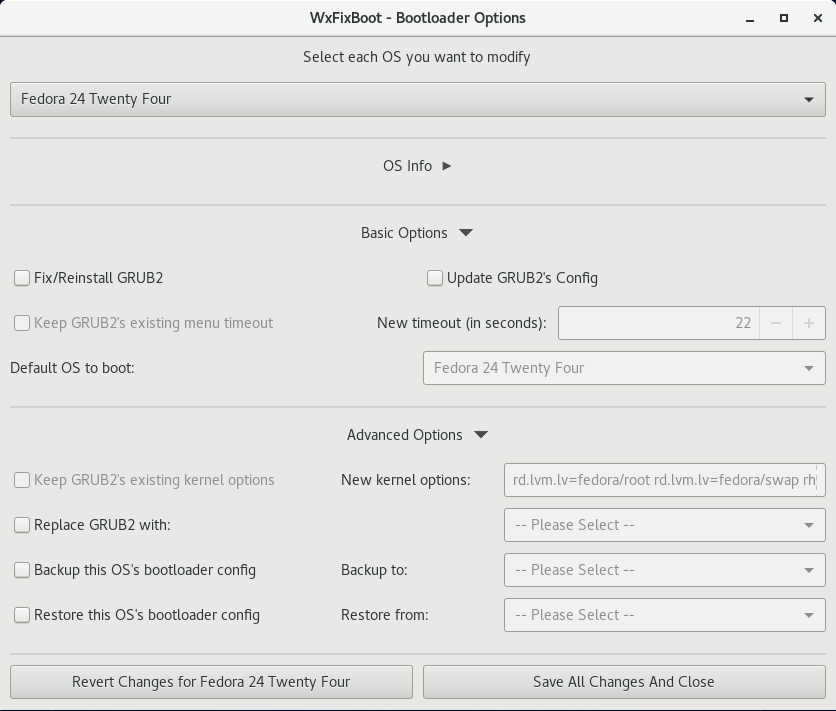 WxFixBoot - Bootloader Options
Select each OS you want to modify
Fedora 24 Twenty Four
OS Info
Basic Options
Fix/Reinstall GRUB2 Update GRUB2's Config
Keep GRUB2's existing menu timeout New timeout (in seconds): 22
Default OS to boot: Fedora 24 Twenty Four
Advanced Options
Keep GRUB2's existing kernel options New kernel options: rd.lvm.lv=fedora/root rd.lvm.lv=fedora/swap
Replace GRUB2 with: -- Please Select --
Backup this OS's bootloader config Backup to: -- Please Select --
Restore this OS's bootloader config Restore from: -- Please Select --
Revert Changes for Fedora 24 Twenty Four Save All Changes And Close